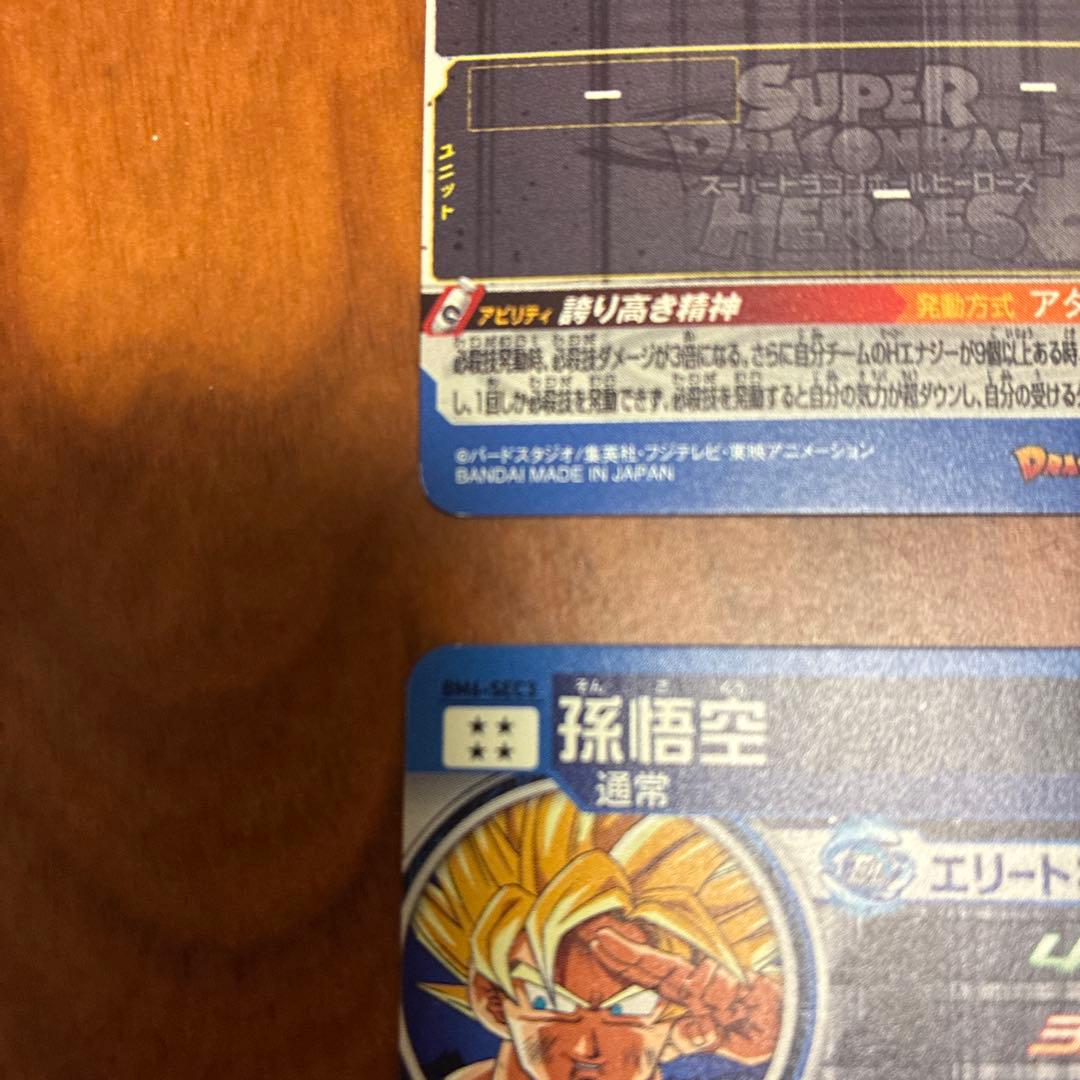 SUPER
DRAGONBALL
スーパードラゴンボールヒーローズ
HEROES
ユニット
アビリティ 誇り高き精神 発動方式 アタ
必殺技発動時、必殺技ダメージが3倍になる。さらに自分チームのHエナジーが9個以上ある時
し、1回しか必殺技を発動できず、必殺技を発動すると自分の気力が超ダウンし、自分の受ける
©バードスタジオ/集英社・フジテレビ・東映アニメーション
BANDAI MADE IN JAPAN
DRA
BM6-SEC3
そん ご くう
孫悟空
通常
エリート